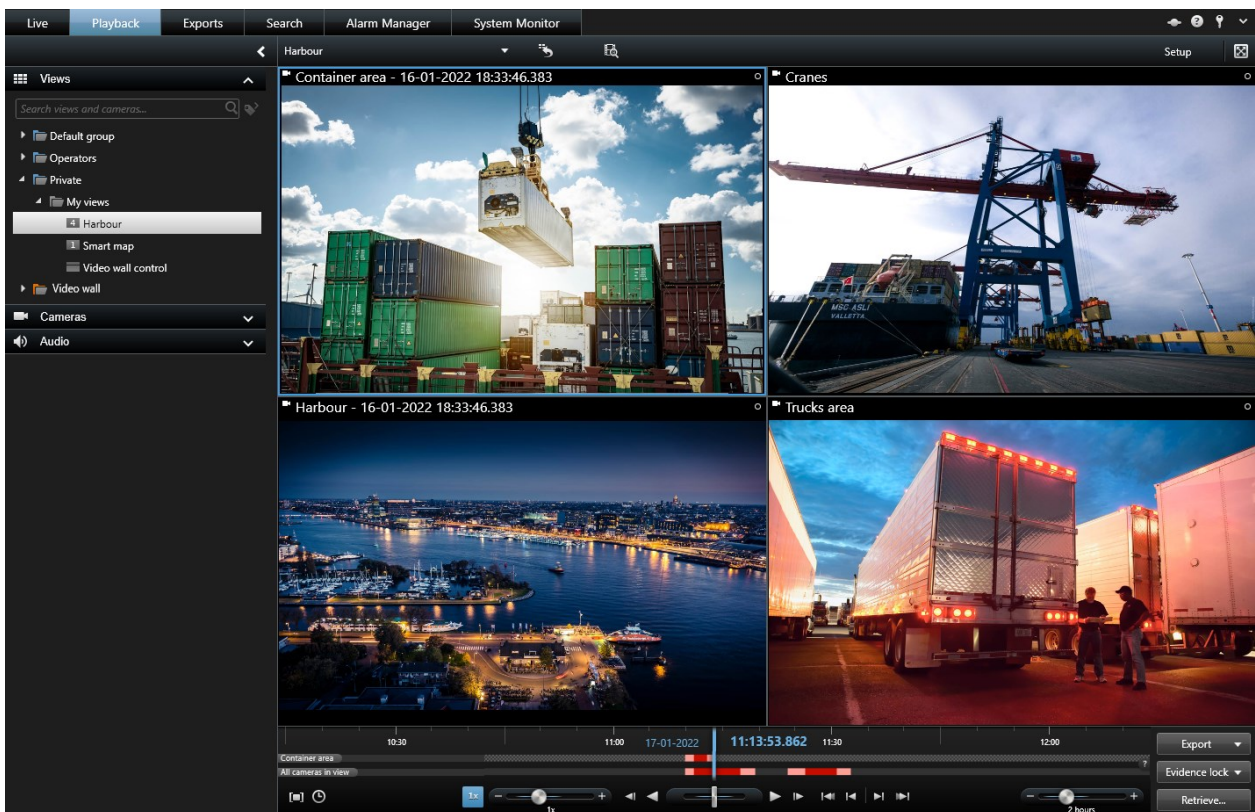 Live Playback Exports Search Alarm Manager System Monitor
Harbour Setup
Views
Search views and cameras...
Default group
Operators
Private
My views
4 Harbour
1 Smart map
Video wall control
Video wall
Cameras
Audio
Container area - 16-01-2022 18:33:46.383
Cranes
MSC ASLI
VALLETTA
Harbour - 16-01-2022 18:33:46.383
Trucks area
10:30 11:00 17-01-2022 11:13:53.862 11:30 12:00
Container area
All cameras in view
?
1x
1x
2 hours
Export
Evidence lock
Retrieve...